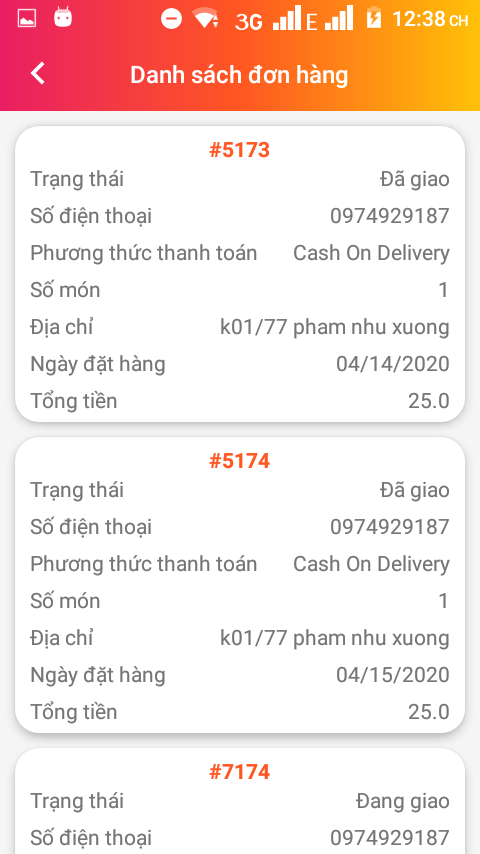 3G E 12:38 CH
Danh sách đơn hàng
#5173
Trạng thái Đã giao
Số điện thoại 0974929187
Phương thức thanh toán Cash On Delivery
Số món 1
Địa chỉ k01/77 pham nhu xuong
Ngày đặt hàng 04/14/2020
Tổng tiền 25.0
#5174
Trạng thái Đã giao
Số điện thoại 0974929187
Phương thức thanh toán Cash On Delivery
Số món 1
Địa chỉ k01/77 pham nhu xuong
Ngày đặt hàng 04/15/2020
Tổng tiền 25.0
#7174
Trạng thái Đang giao
Số điện thoại 0974929187